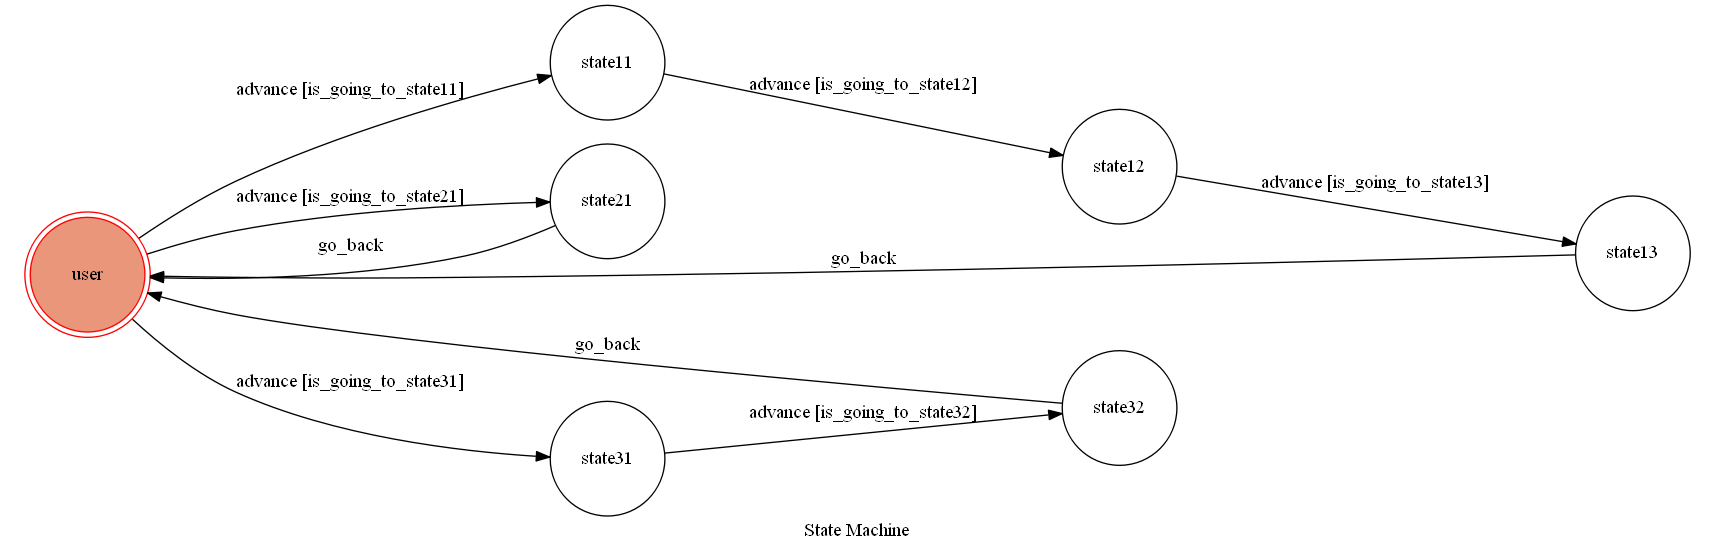 state11
advance [is_going_to_state11]
advance [is_going_to_state12]
state12
advance [is_going_to_state13]
advance [is_going_to_state21]
state21
go_back
state13
go_back
user
go_back
advance [is_going_to_state31]
state32
advance [is_going_to_state32]
state31
State Machine